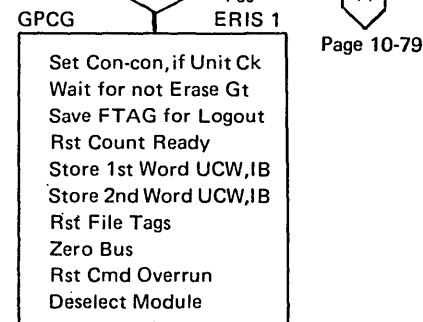 GPCG ERIS 1
Page 10-79
Set Con-con, if Unit Ck
Wait for not Erase Gt
Save FTAG for Logout
Rst Count Ready
Store 1st Word UCW,IB
Store 2nd Word UCW,IB
Rst File Tags
Zero Bus
Rst Cmd Overrun
Deselect Module